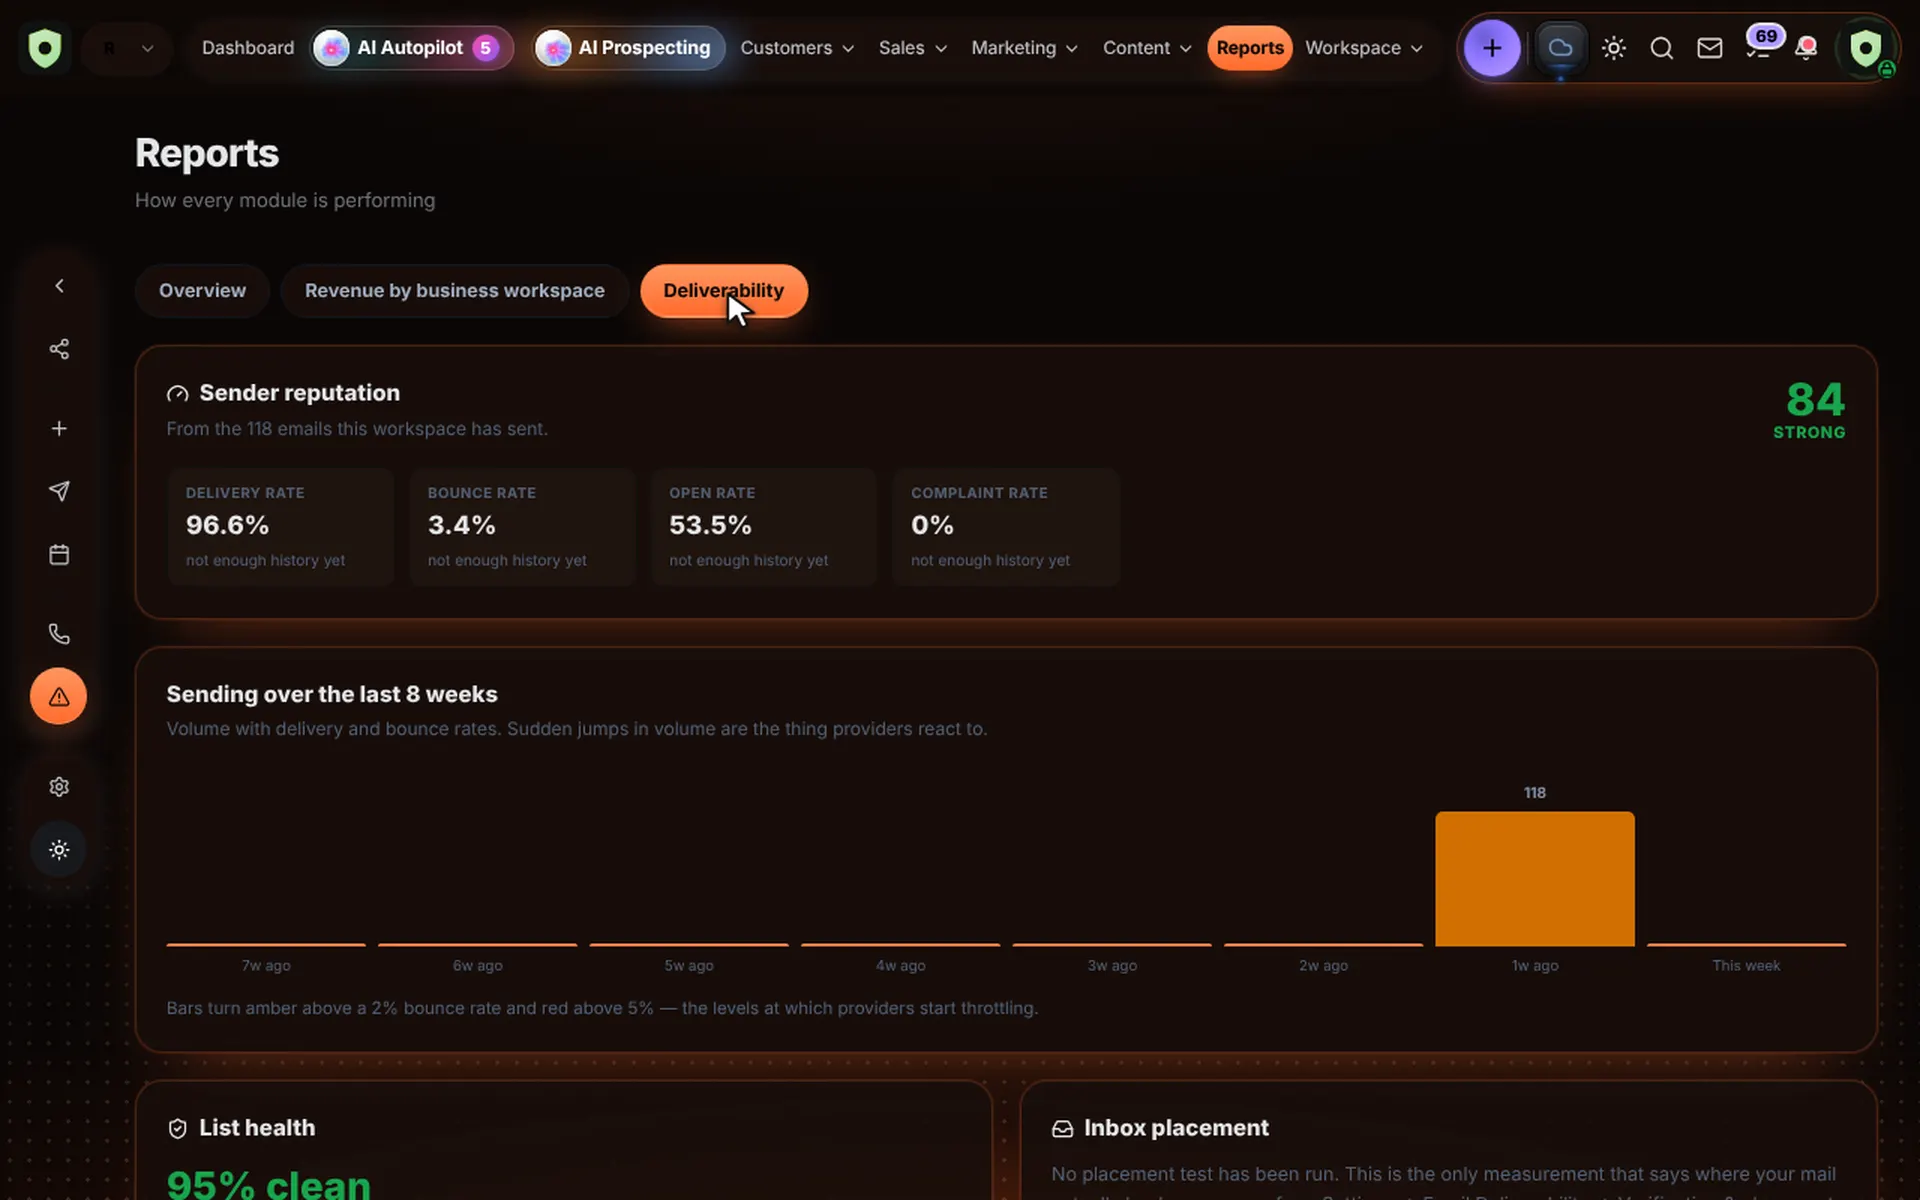 R
Dashboard
AI Autopilot 5
AI Prospecting
Customers
Sales
Marketing
Content
Reports
Workspace
69
Reports
How every module is performing
Overview
Revenue by business workspace
Deliverability
Sender reputation
From the 118 emails this workspace has sent.
84
STRONG
DELIVERY RATE
96.6%
not enough history yet
BOUNCE RATE
3.4%
not enough history yet
OPEN RATE
53.5%
not enough history yet
COMPLAINT RATE
0%
not enough history yet
Sending over the last 8 weeks
Volume with delivery and bounce rates. Sudden jumps in volume are the thing providers react to.
118
7w ago
6w ago
5w ago
4w ago
3w ago
2w ago
1w ago
This week
Bars turn amber above a 2% bounce rate and red above 5% — the levels at which providers start throttling.
List health
95% clean
Inbox placement
No placement test has been run. This is the only measurement that says where your mail